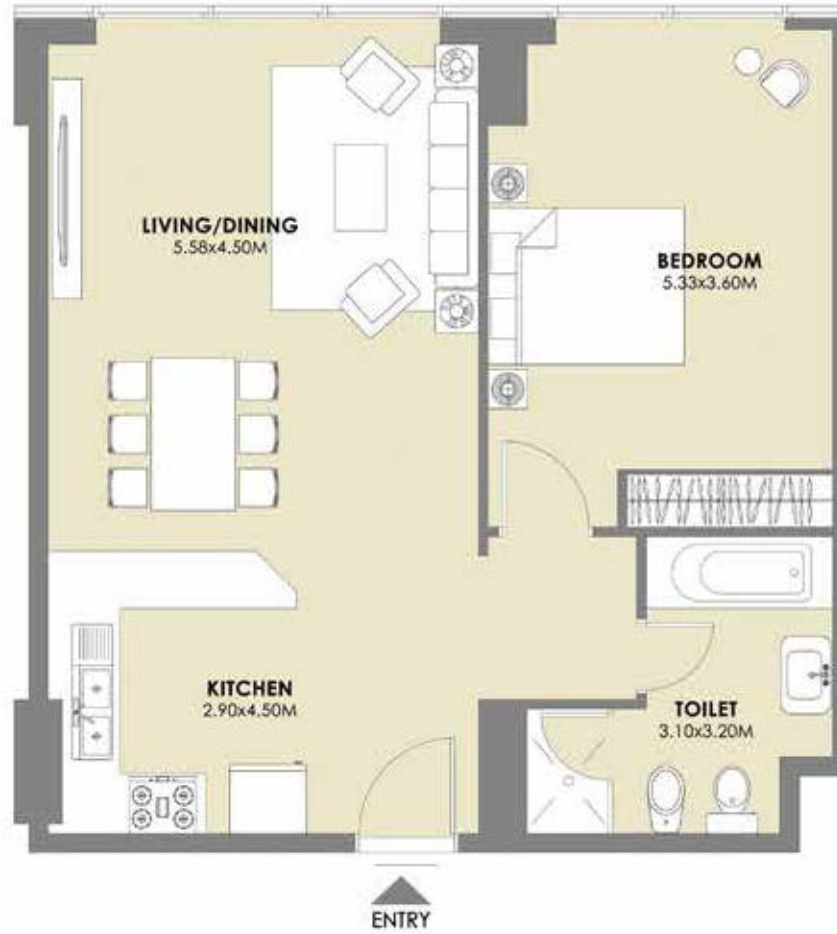 LIVING/DINING
5.58x4.50M
BEDROOM
5.33x3.60M
KITCHEN
2.90x4.50M
TOILET
3.10x3.20M
ENTRY